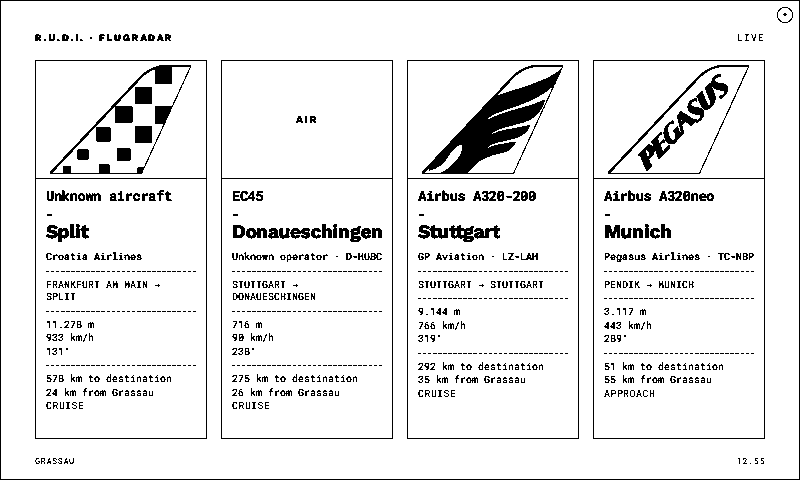 R.U.D.I. · FLUGRADAR
LIVE
Unknown aircraft
-
Split
Croatia Airlines
FRANKFURT AM MAIN →
SPLIT
11.278 m
933 km/h
131°
578 km to destination
24 km from Grassau
CRUISE
AIR
EC45
-
Donaueschingen
Unknown operator · D-HUBC
STUTTGART →
DONAUESCHINGEN
716 m
90 km/h
238°
275 km to destination
26 km from Grassau
CRUISE
Airbus A320-200
-
Stuttgart
GP Aviation · LZ-LAH
STUTTGART → STUTTGART
9.144 m
766 km/h
319°
292 km to destination
35 km from Grassau
CRUISE
PEGASUS
Airbus A320neo
-
Munich
Pegasus Airlines · TC-NBP
PENDIK → MUNICH
3.117 m
443 km/h
289°
51 km to destination
55 km from Grassau
APPROACH
GRASSAU
12.55